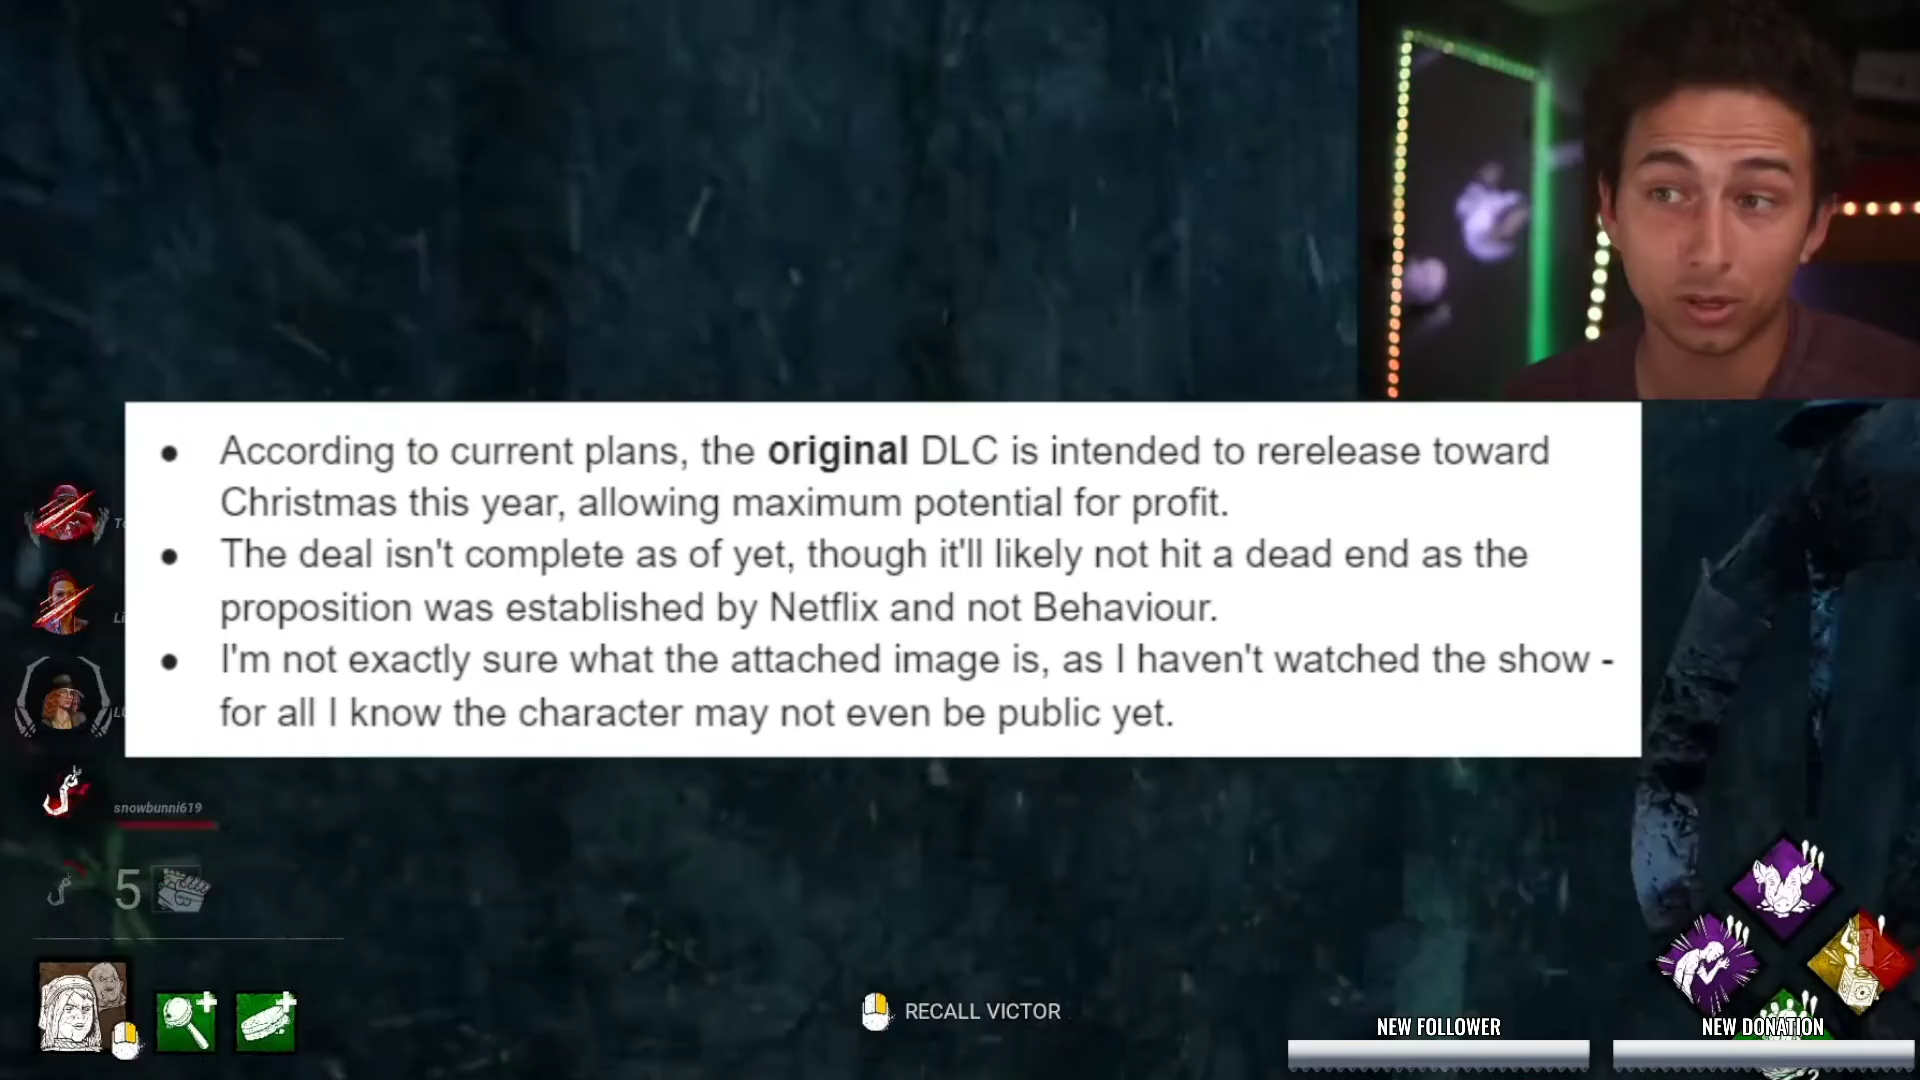 ● According to current plans, the original DLC is intended to rerelease toward
Christmas this year, allowing maximum potential for profit.
● The deal isn't complete as of yet, though it'll likely not hit a dead end as the
proposition was established by Netflix and not Behaviour.
● I'm not exactly sure what the attached image is, as I haven't watched the show -
for all I know the character may not even be public yet.
snowbunni619
5
RECALL VICTOR
NEW FOLLOWER
NEW DONATION